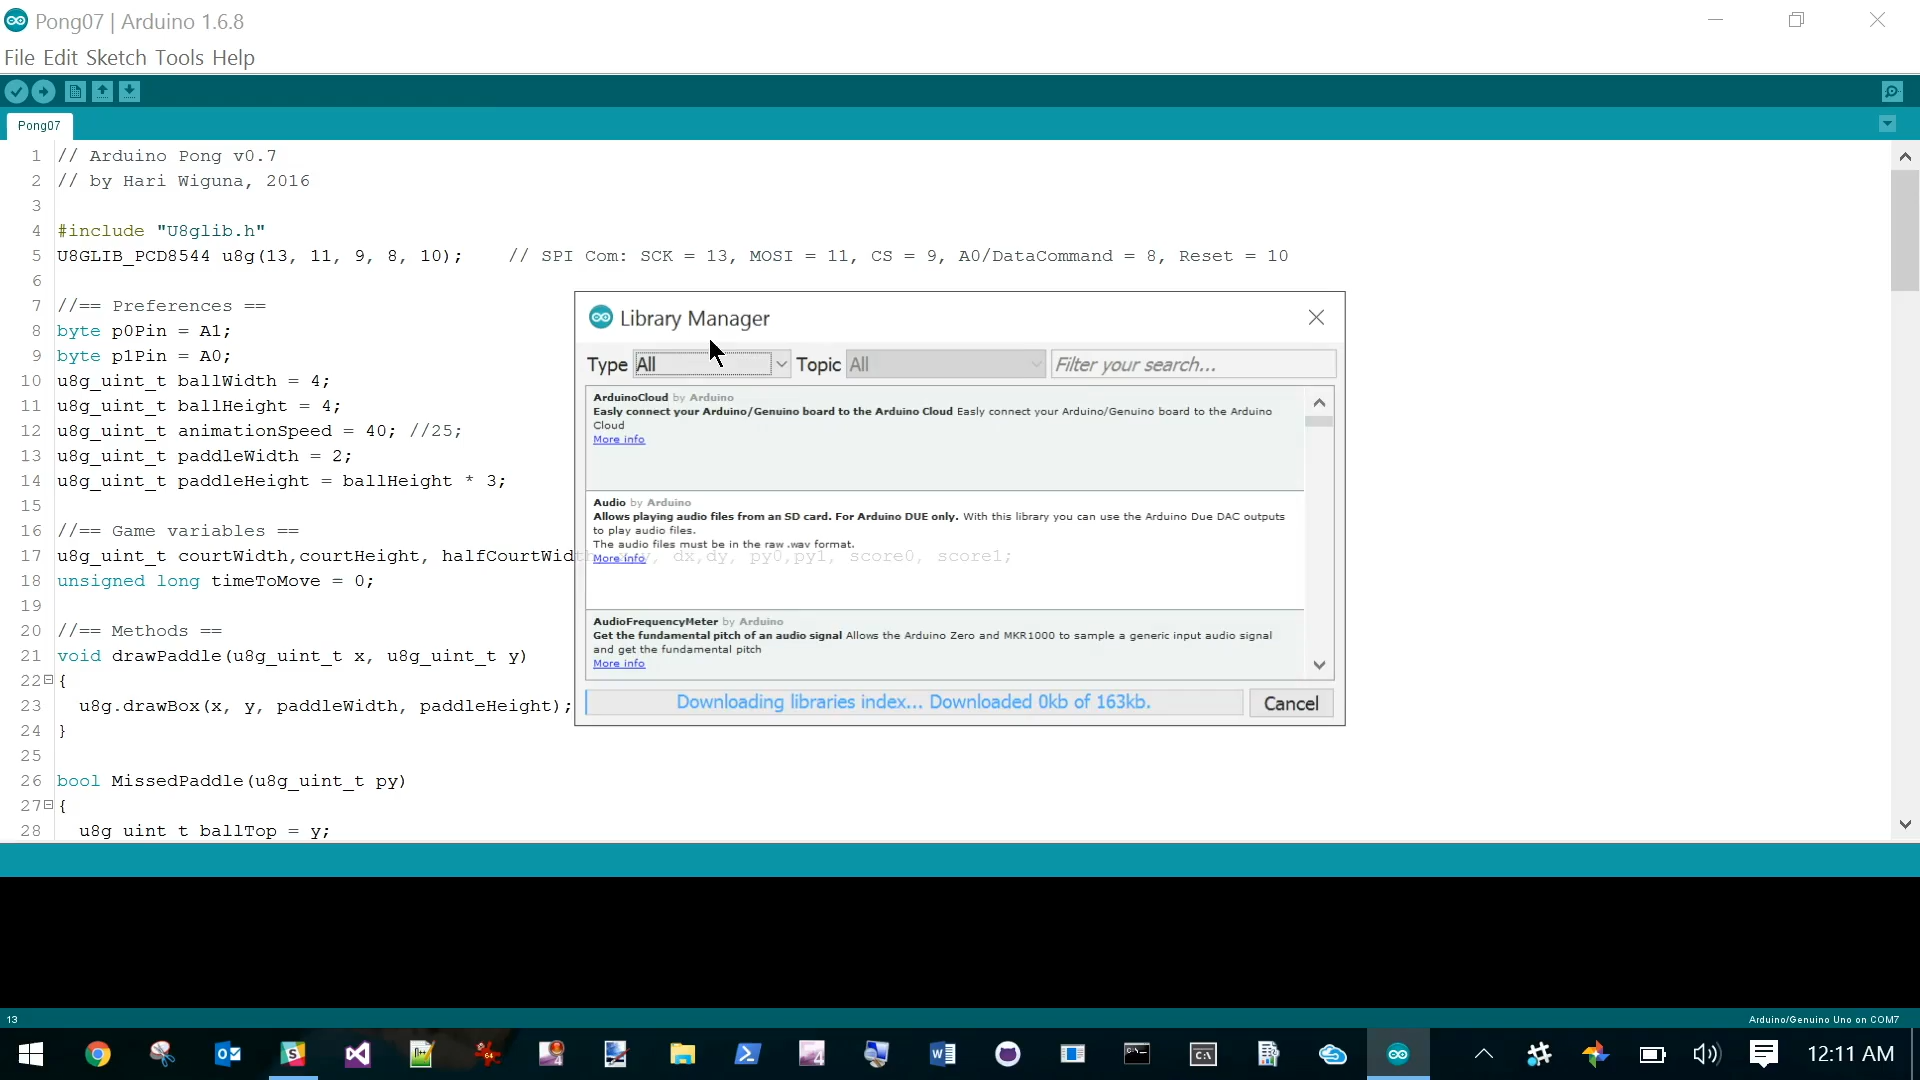 Pong07 | Arduino 1.6.8
File Edit Sketch Tools Help
Pong07
1 // Arduino Pong v0.7
2 // by Hari Wiguna, 2016
3
4 #include "U8glib.h"
5 U8GLIB_PCD8544 u8g(13, 11, 9, 8, 10);    // SPI Com: SCK = 13, MOSI = 11, CS = 9, A0/DataCommand = 8, Reset = 10
6
7 //== Preferences ==
8 byte p0Pin = A1;
9 byte p1Pin = A0;
10 u8g_uint_t ballWidth = 4;
11 u8g_uint_t ballHeight = 4;
12 u8g_uint_t animationSpeed = 40; //25;
13 u8g_uint_t paddleWidth = 2;
14 u8g_uint_t paddleHeight = ballHeight * 3;
15
16 //== Game variables ==
17 u8g_uint_t courtWidth,courtHeight, halfCourtWidth, dx,dy, py0,py1, score0, score1;
18 unsigned long timeToMove = 0;
19
20 //== Methods ==
21 void drawPaddle(u8g_uint_t x, u8g_uint_t y)
22 {
23   u8g.drawBox(x, y, paddleWidth, paddleHeight);
24 }
25
26 bool MissedPaddle(u8g_uint_t py)
27 {
28   u8g_uint_t ballTop = y;
Library Manager
Type All Topic All Filter your search...
ArduinoCloud by Arduino
Easly connect your Arduino/Genuino board to the Arduino Cloud Easly connect your Arduino/Genuino board to the Arduino
Cloud
More info
Audio by Arduino
Allows playing audio files from an SD card. For Arduino DUE only. With this library you can use the Arduino Due DAC outputs
to play audio files.
The audio files must be in the raw .wav format.
More info
AudioFrequencyMeter by Arduino
Get the fundamental pitch of an audio signal Allows the Arduino Zero and MKR1000 to sample a generic input audio signal
and get the fundamental pitch
More info
Downloading libraries index... Downloaded 0kb of 163kb.
Cancel
13
Arduino/Genuino Uno on COM7
12:11 AM